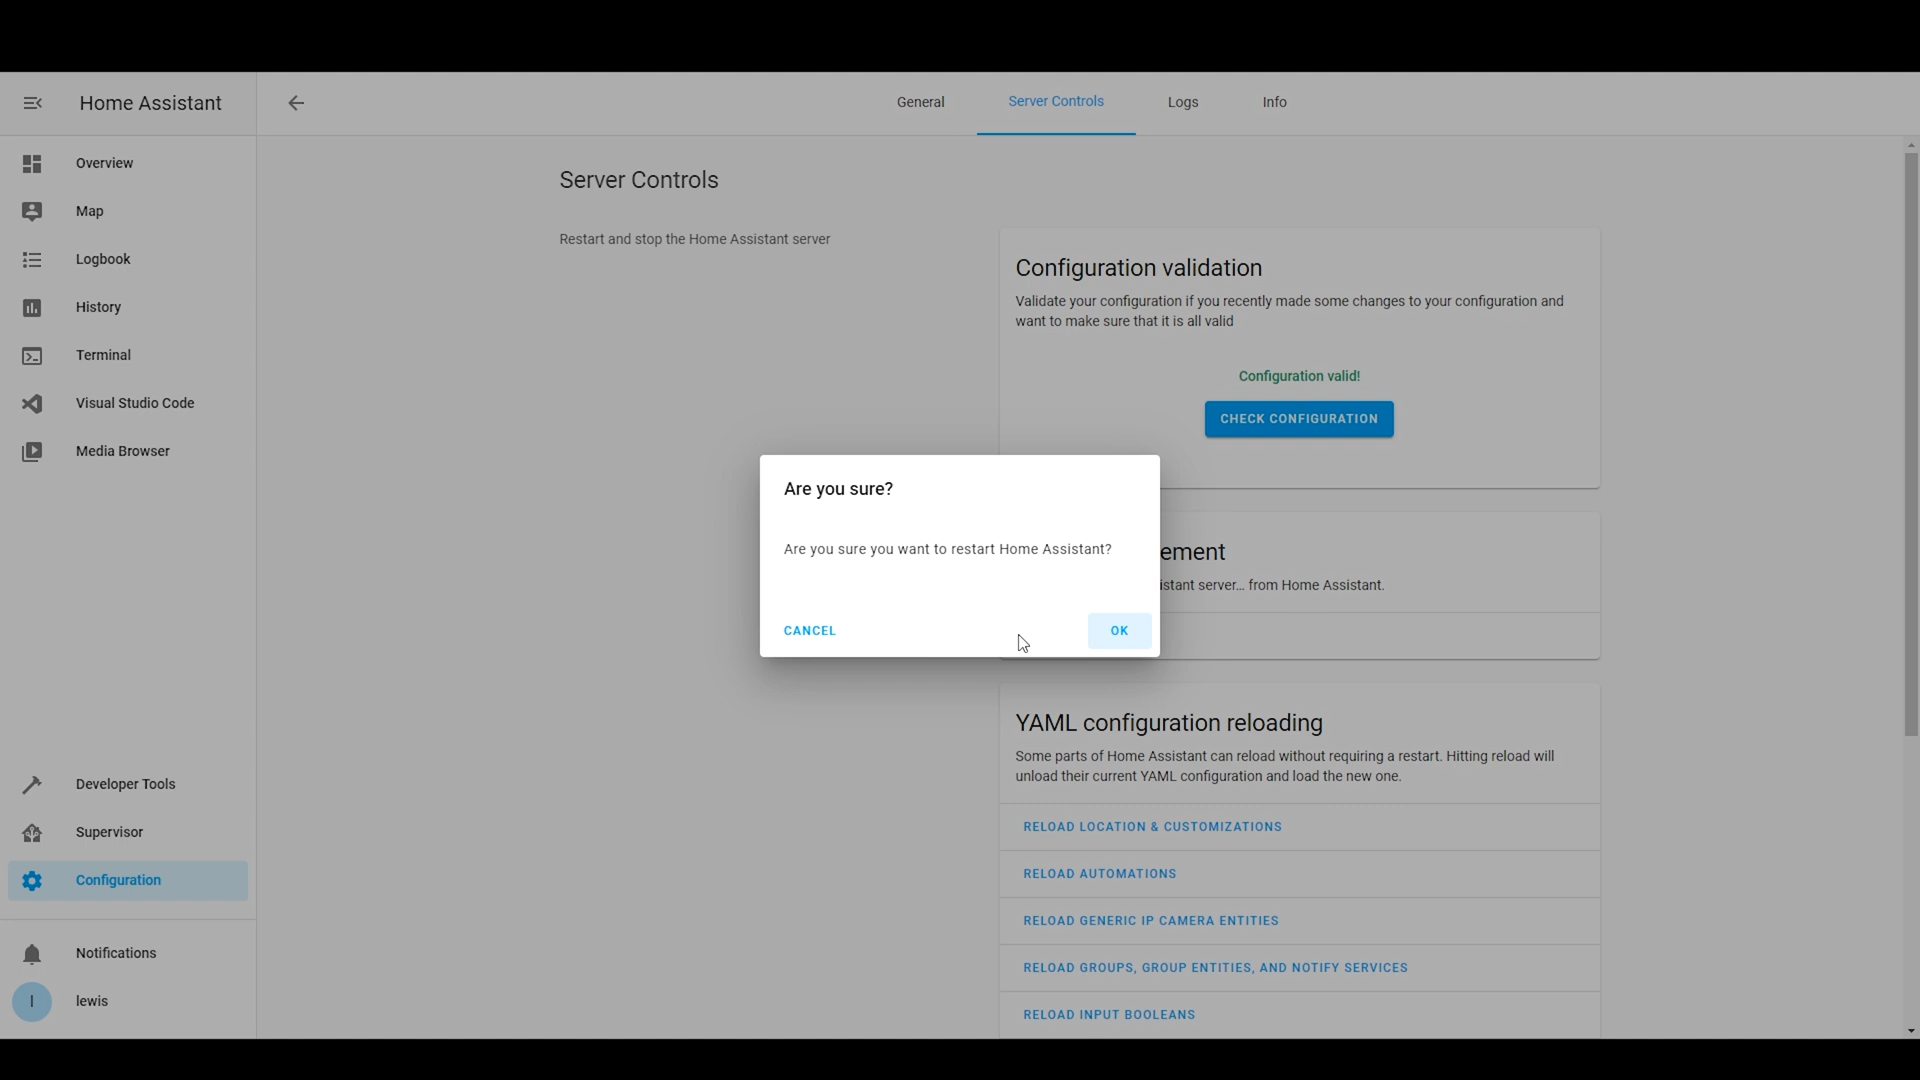 Home Assistant
General
Server Controls
Logs
Info
Overview
Map
Logbook
History
Terminal
Visual Studio Code
Media Browser
Developer Tools
Supervisor
Configuration
Notifications
l
lewis
Server Controls
Restart and stop the Home Assistant server
Configuration validation
Validate your configuration if you recently made some changes to your configuration and
want to make sure that it is all valid
Configuration valid!
CHECK CONFIGURATION
Are you sure?
Are you sure you want to restart Home Assistant?
CANCEL
OK
ement
istant server... from Home Assistant.
YAML configuration reloading
Some parts of Home Assistant can reload without requiring a restart. Hitting reload will
unload their current YAML configuration and load the new one.
RELOAD LOCATION & CUSTOMIZATIONS
RELOAD AUTOMATIONS
RELOAD GENERIC IP CAMERA ENTITIES
RELOAD GROUPS, GROUP ENTITIES, AND NOTIFY SERVICES
RELOAD INPUT BOOLEANS